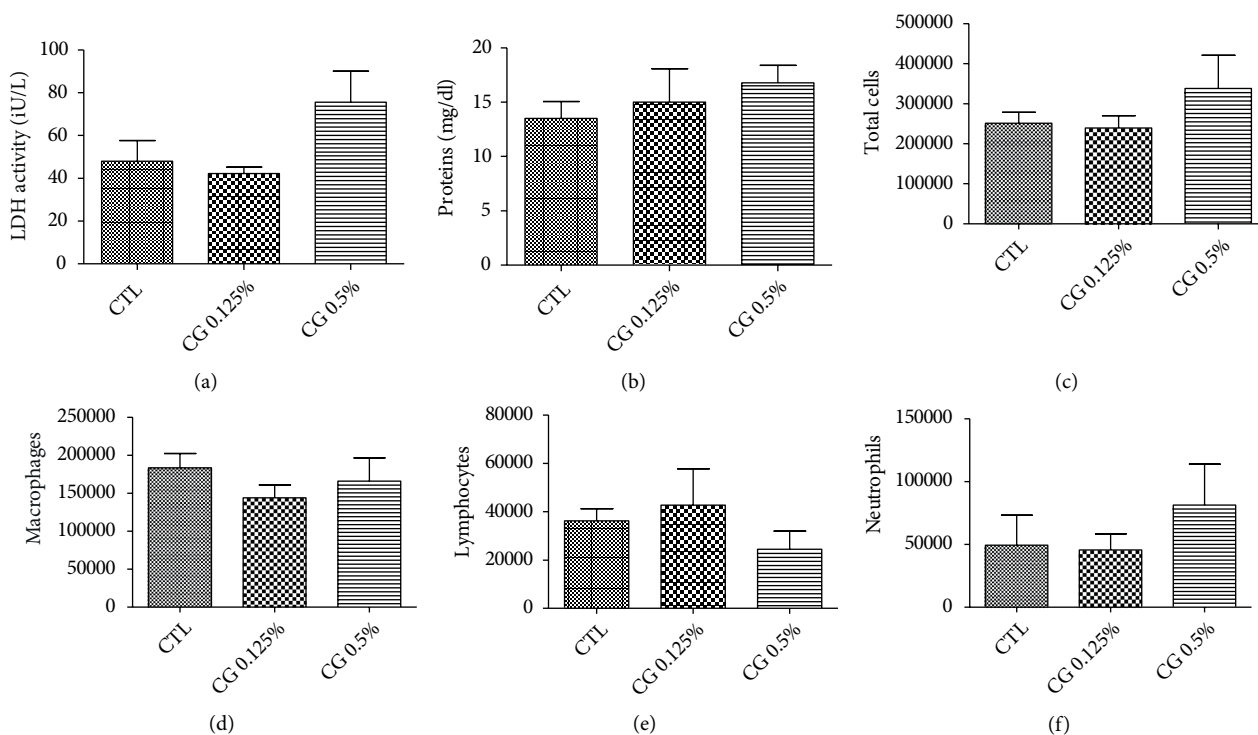 LDH activity (iU/L)
100
80
60
40
20
0
CTL
CG 0.125%
CG 0.5%
(a)
Proteins (mg/dl)
20
15
10
5
0
CTL
CG 0.125%
CG 0.5%
(b)
Total cells
500000
400000
300000
200000
100000
0
CTL
CG 0.125%
CG 0.5%
(c)
Macrophages
250000
200000
150000
100000
50000
0
CTL
CG 0.125%
CG 0.5%
(d)
Lymphocytes
80000
60000
40000
20000
0
CTL
CG 0.125%
CG 0.5%
(e)
Neutrophils
150000
100000
50000
0
CTL
CG 0.125%
CG 0.5%
(f)